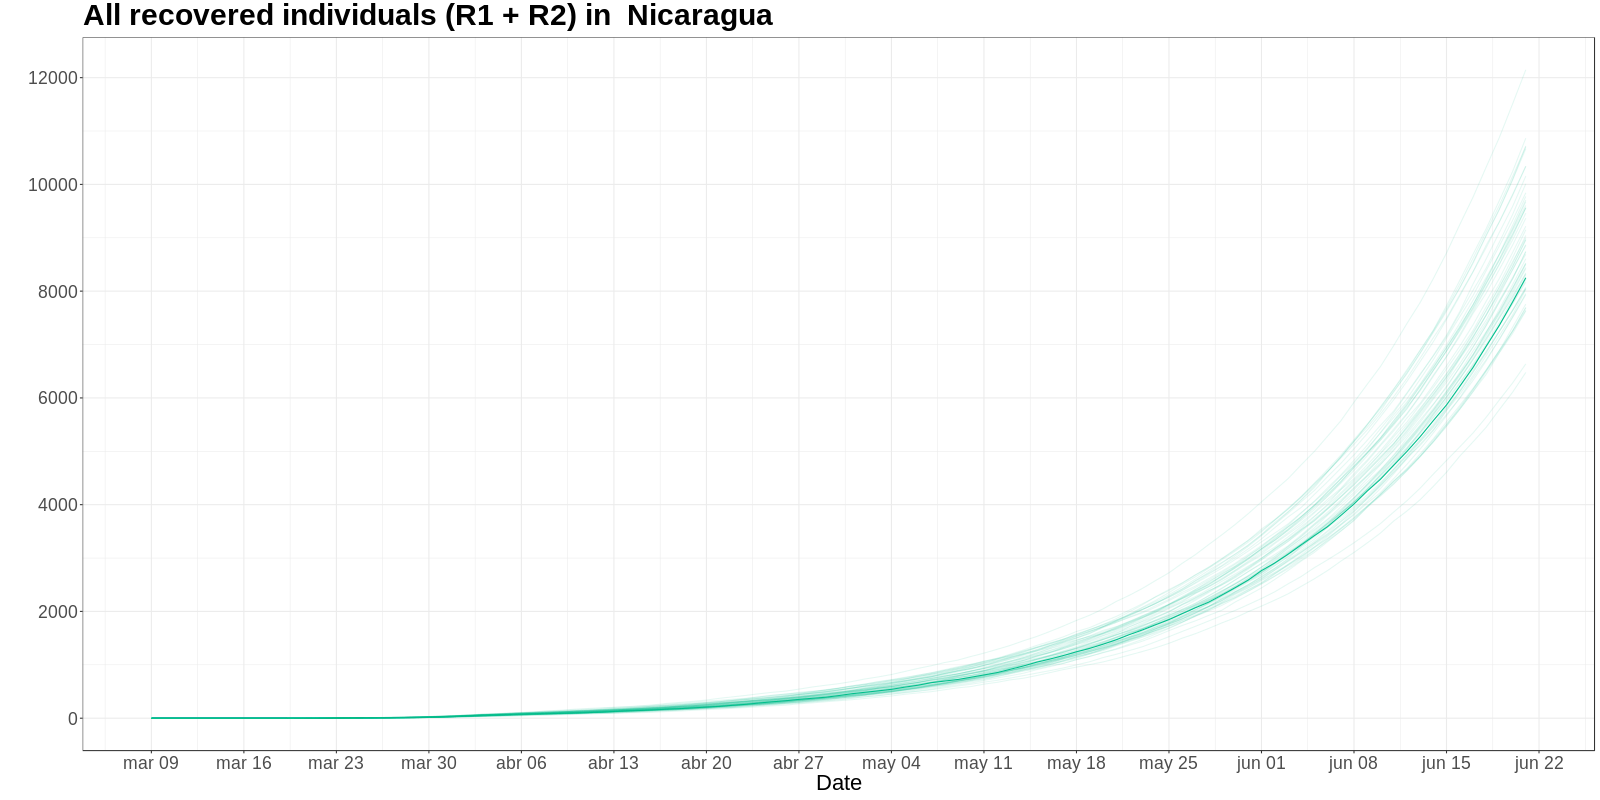 All recovered individuals (R1 + R2) in  Nicaragua
12000
10000
8000
6000
4000
2000
0
mar 09 mar 16 mar 23 mar 30 abr 06 abr 13 abr 20 abr 27 may 04 may 11 may 18 may 25 jun 01 jun 08 jun 15 jun 22
Date